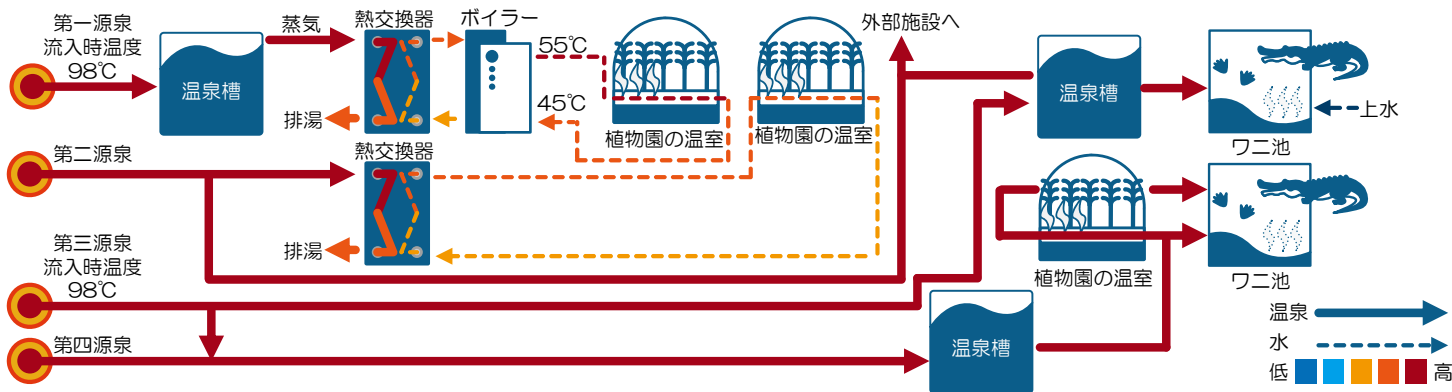 第一源泉
流入時温度
98℃
温泉槽
蒸気
熱交換器
ボイラー
排湯
55℃
45℃
植物園の温室
植物園の温室
外部施設へ
温泉槽
上水
ワニ池
第二源泉
熱交換器
排湯
第三源泉
流入時温度
98℃
第四源泉
温泉槽
植物園の温室
ワニ池
温泉
水
低
高